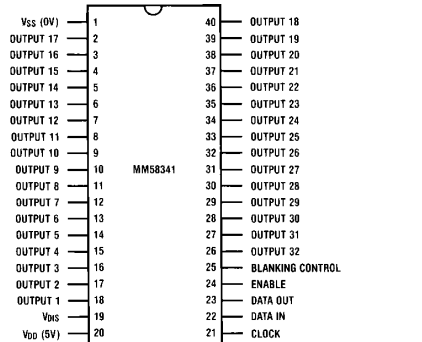 VSS (0V) 1 40 OUTPUT 18
OUTPUT 17 2 39 OUTPUT 19
OUTPUT 16 3 38 OUTPUT 20
OUTPUT 15 4 37 OUTPUT 21
OUTPUT 14 5 36 OUTPUT 22
OUTPUT 13 6 35 OUTPUT 23
OUTPUT 12 7 34 OUTPUT 24
OUTPUT 11 8 33 OUTPUT 25
OUTPUT 10 9 32 OUTPUT 26
OUTPUT 9 10 MM58341 31 OUTPUT 27
OUTPUT 8 11 30 OUTPUT 28
OUTPUT 7 12 29 OUTPUT 29
OUTPUT 6 13 28 OUTPUT 30
OUTPUT 5 14 27 OUTPUT 31
OUTPUT 4 15 26 OUTPUT 32
OUTPUT 3 16 25 BLANKING CONTROL
OUTPUT 2 17 24 ENABLE
OUTPUT 1 18 23 DATA OUT
VDIS 19 22 DATA IN
VDD (5V) 20 21 CLOCK